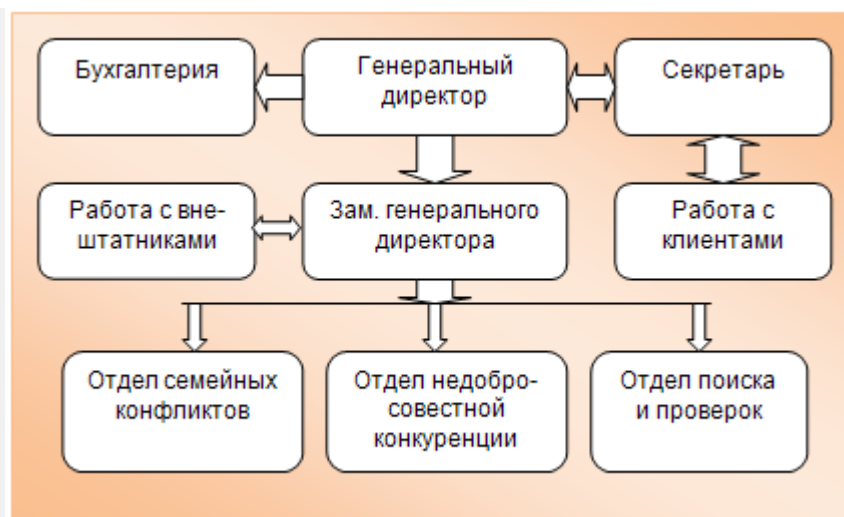 Бухгалтерия
Генеральный
директор
Секретарь
Работа с вне-
штатниками
Зам. генерального
директора
Работа с
клиентами
Отдел семейных
конфликтов
Отдел недобро-
совестной
конкуренции
Отдел поиска
и проверок